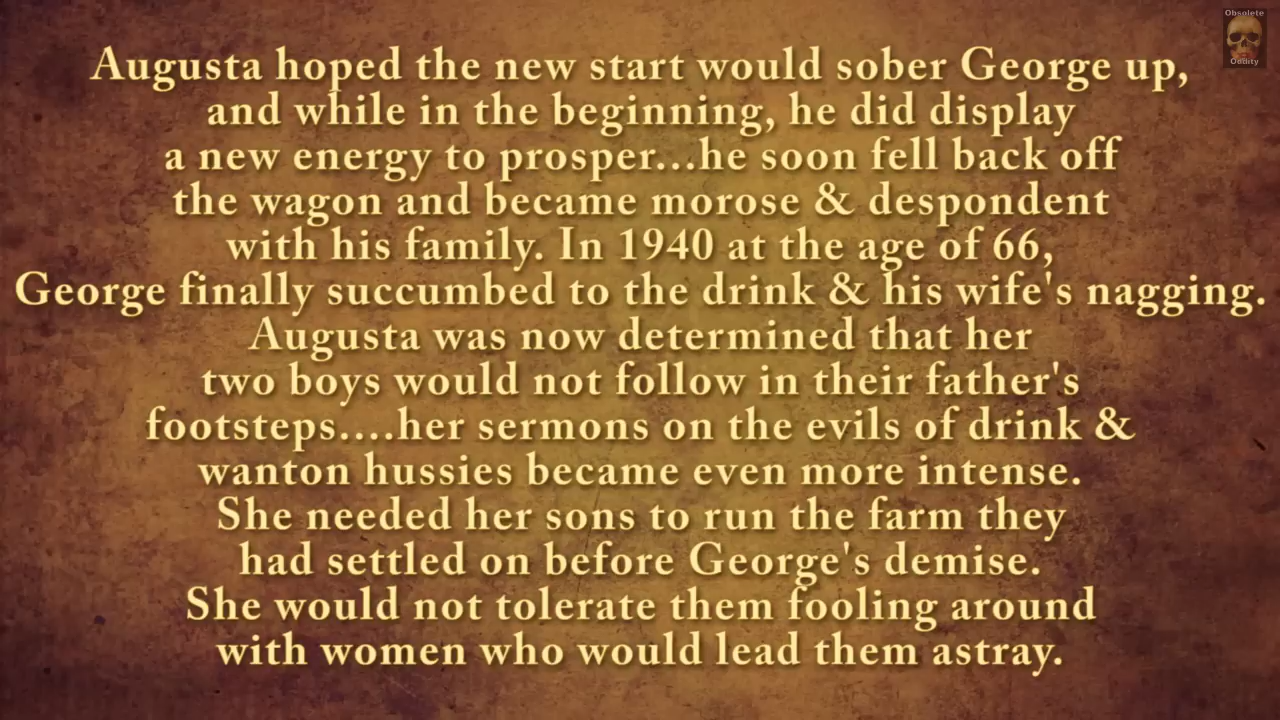 Obsolete
Oddity
Augusta hoped the new start would sober George up,
and while in the beginning, he did display
a new energy to prosper...he soon fell back off
the wagon and became morose & despondent
with his family. In 1940 at the age of 66,
George finally succumbed to the drink & his wife's nagging.
Augusta was now determined that her
two boys would not follow in their father's
footsteps....her sermons on the evils of drink &
wanton hussies became even more intense.
She needed her sons to run the farm they
had settled on before George's demise.
She would not tolerate them fooling around
with women who would lead them astray.